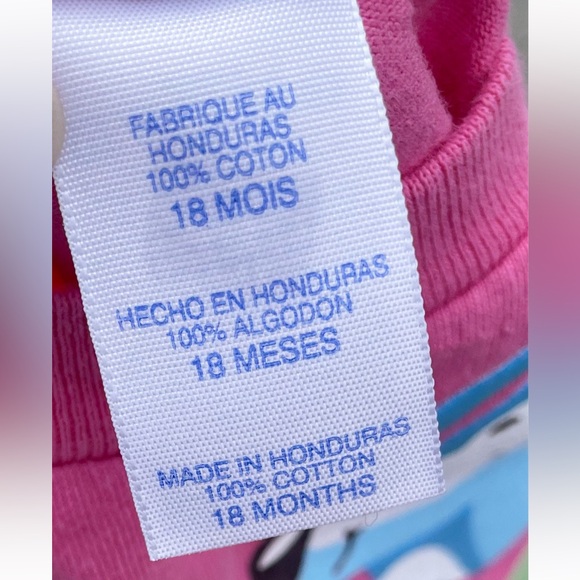 FABRIQUE AU
HONDURAS
100% COTON
18 MOIS
HECHO EN HONDURAS
100% ALGODON
18 MESES
MADE IN HONDURAS
100% COTTON
18 MONTHS